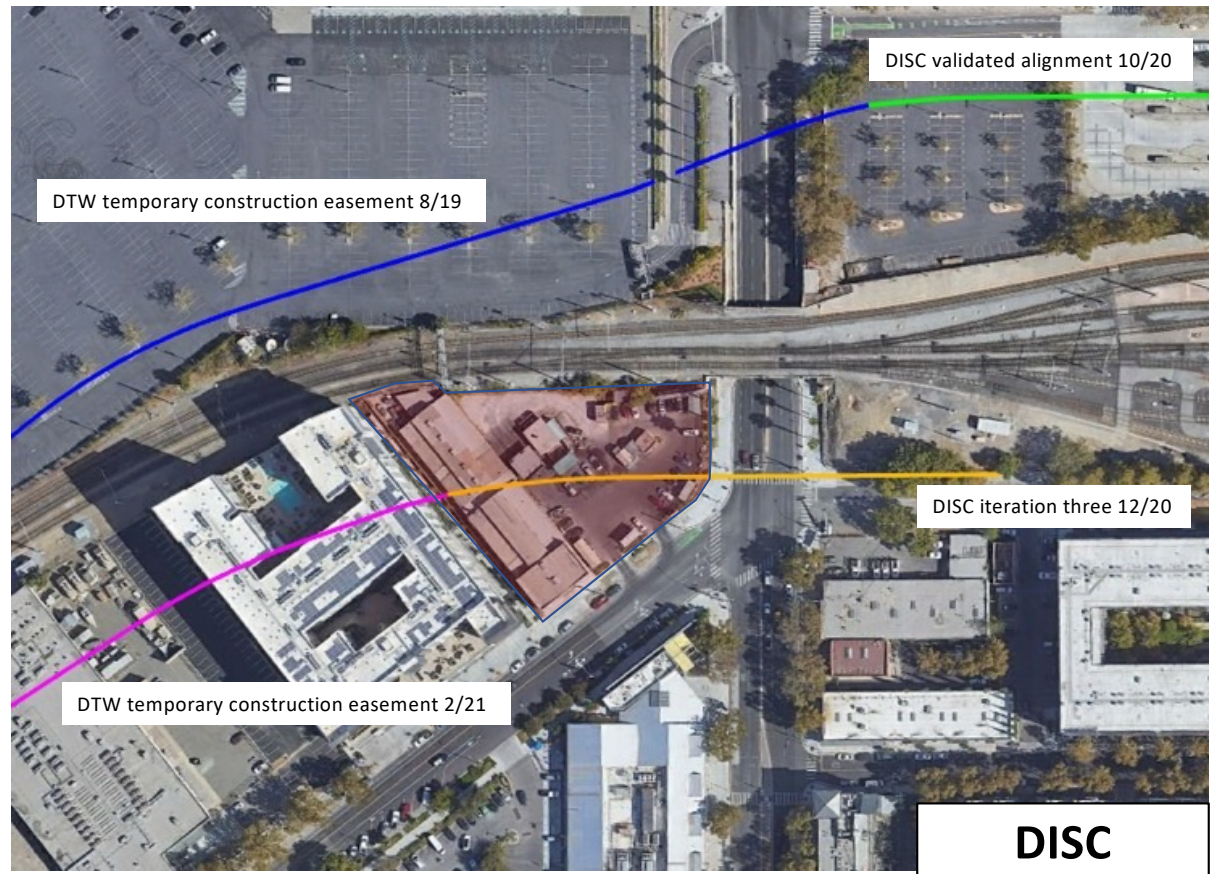 DISC validated alignment 10/20
DTW temporary construction easement 8/19
DISC iteration three 12/20
DTW temporary construction easement 2/21
DISC